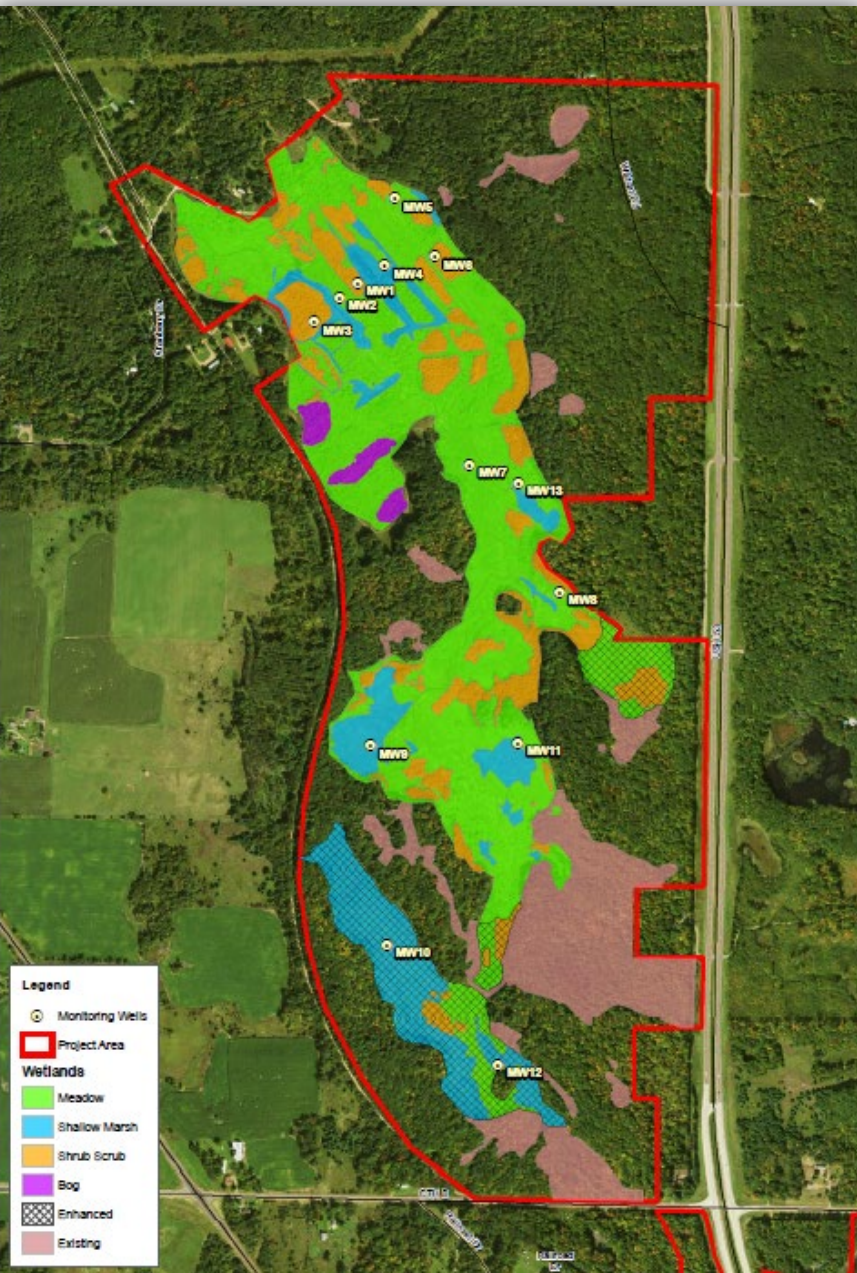 MW5
MW6
MW4
MW1
MW2
MW3
MW7
MW13
MW8
MW9
MW11
MW10
MW12
Legend
Monitoring Wells
Project Area
Wetlands
Meadow
Shallow Marsh
Shrub Scrub
Bog
Enhanced
Existing